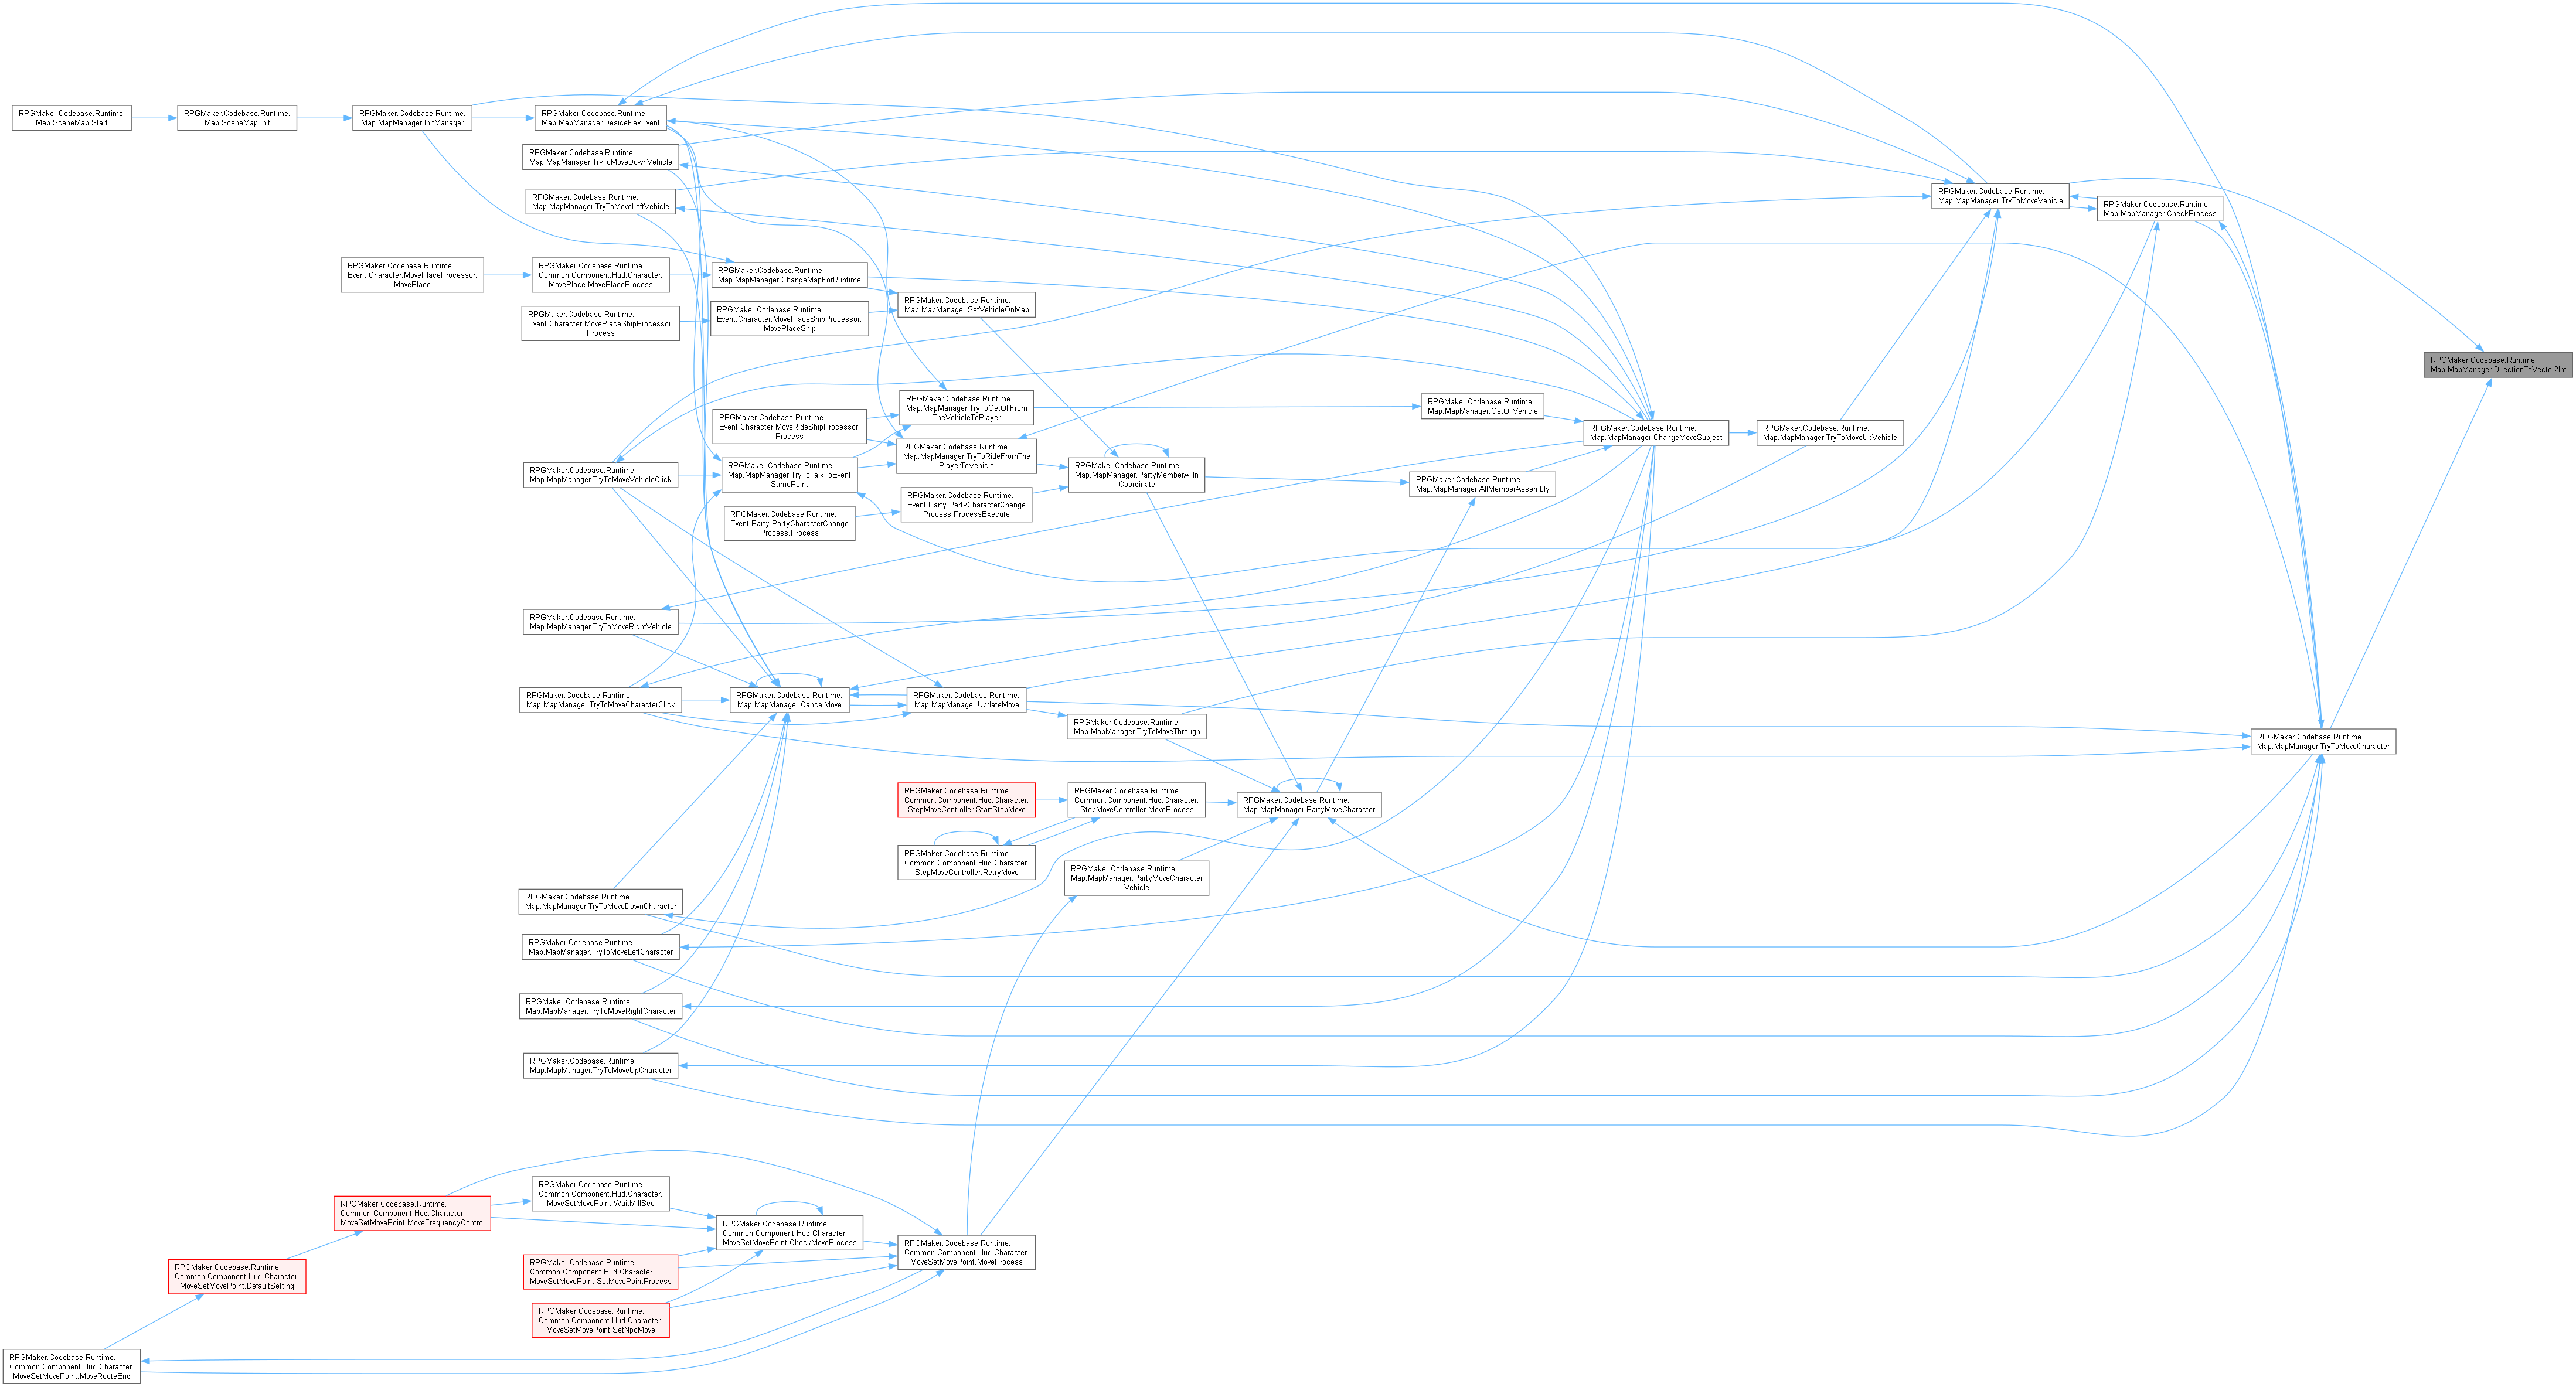 RPGMaker.Codebase.Runtime.
Map.SceneMap.Start
RPGMaker.Codebase.Runtime.
Map.SceneMap.Init
RPGMaker.Codebase.Runtime.
Map.MapManager.InitManager
RPGMaker.Codebase.Runtime.
Map.MapManager.DesiceKeyEvent
RPGMaker.Codebase.Runtime.
Map.MapManager.TryToMoveDownVehicle
RPGMaker.Codebase.Runtime.
Map.MapManager.TryToMoveLeftVehicle
RPGMaker.Codebase.Runtime.
Map.MapManager.TryToMoveVehicle
RPGMaker.Codebase.Runtime.
Map.MapManager.CheckProcess
RPGMaker.Codebase.Runtime.
Event.Character.MovePlaceProcessor.
MovePlace
RPGMaker.Codebase.Runtime.
Common.Component.Hud.Character.
MovePlace.MovePlaceProcess
RPGMaker.Codebase.Runtime.
Map.MapManager.ChangeMapForRuntime
RPGMaker.Codebase.Runtime.
Map.MapManager.SetVehicleOnMap
RPGMaker.Codebase.Runtime.
Event.Character.MovePlaceShipProcessor.
Process
RPGMaker.Codebase.Runtime.
Event.Character.MovePlaceShipProcessor.
MovePlaceShip
RPGMaker.Codebase.Runtime.
Map.MapManager.DirectionToVector2Int
RPGMaker.Codebase.Runtime.
Map.MapManager.TryToGetOffFrom
TheVehicleToPlayer
RPGMaker.Codebase.Runtime.
Map.MapManager.GetOffVehicle
RPGMaker.Codebase.Runtime.
Event.Character.MoveRideShipProcessor.
Process
RPGMaker.Codebase.Runtime.
Map.MapManager.ChangeMoveSubject
RPGMaker.Codebase.Runtime.
Map.MapManager.TryToMoveUpVehicle
RPGMaker.Codebase.Runtime.
Map.MapManager.TryToRideFromThe
PlayerToVehicle
RPGMaker.Codebase.Runtime.
Map.MapManager.TryToMoveVehicleClick
RPGMaker.Codebase.Runtime.
Map.MapManager.TryToTalkToEvent
SamePoint
RPGMaker.Codebase.Runtime.
Map.MapManager.PartyMemberAllIn
Coordinate
RPGMaker.Codebase.Runtime.
Map.MapManager.AllMemberAssembly
RPGMaker.Codebase.Runtime.
Event.Party.PartyCharacterChange
Process.ProcessExecute
RPGMaker.Codebase.Runtime.
Event.Party.PartyCharacterChange
Process.Process
RPGMaker.Codebase.Runtime.
Map.MapManager.TryToMoveRightVehicle
RPGMaker.Codebase.Runtime.
Map.MapManager.TryToMoveCharacterClick
RPGMaker.Codebase.Runtime.
Map.MapManager.CancelMove
RPGMaker.Codebase.Runtime.
Map.MapManager.UpdateMove
RPGMaker.Codebase.Runtime.
Map.MapManager.TryToMoveThrough
RPGMaker.Codebase.Runtime.
Map.MapManager.TryToMoveCharacter
RPGMaker.Codebase.Runtime.
Common.Component.Hud.Character.
StepMoveController.StartStepMove
RPGMaker.Codebase.Runtime.
Common.Component.Hud.Character.
StepMoveController.MoveProcess
RPGMaker.Codebase.Runtime.
Map.MapManager.PartyMoveCharacter
RPGMaker.Codebase.Runtime.
Common.Component.Hud.Character.
StepMoveController.RetryMove
RPGMaker.Codebase.Runtime.
Map.MapManager.PartyMoveCharacter
Vehicle
RPGMaker.Codebase.Runtime.
Map.MapManager.TryToMoveDownCharacter
RPGMaker.Codebase.Runtime.
Map.MapManager.TryToMoveLeftCharacter
RPGMaker.Codebase.Runtime.
Map.MapManager.TryToMoveRightCharacter
RPGMaker.Codebase.Runtime.
Map.MapManager.TryToMoveUpCharacter
RPGMaker.Codebase.Runtime.
Common.Component.Hud.Character.
MoveSetMovePoint.MoveFrequencyControl
RPGMaker.Codebase.Runtime.
Common.Component.Hud.Character.
MoveSetMovePoint.WaitMillSec
RPGMaker.Codebase.Runtime.
Common.Component.Hud.Character.
MoveSetMovePoint.CheckMoveProcess
RPGMaker.Codebase.Runtime.
Common.Component.Hud.Character.
MoveSetMovePoint.MoveProcess
RPGMaker.Codebase.Runtime.
Common.Component.Hud.Character.
MoveSetMovePoint.DefaultSetting
RPGMaker.Codebase.Runtime.
Common.Component.Hud.Character.
MoveSetMovePoint.SetMovePointProcess
RPGMaker.Codebase.Runtime.
Common.Component.Hud.Character.
MoveSetMovePoint.SetNpcMove
RPGMaker.Codebase.Runtime.
Common.Component.Hud.Character.
MoveSetMovePoint.MoveRouteEnd